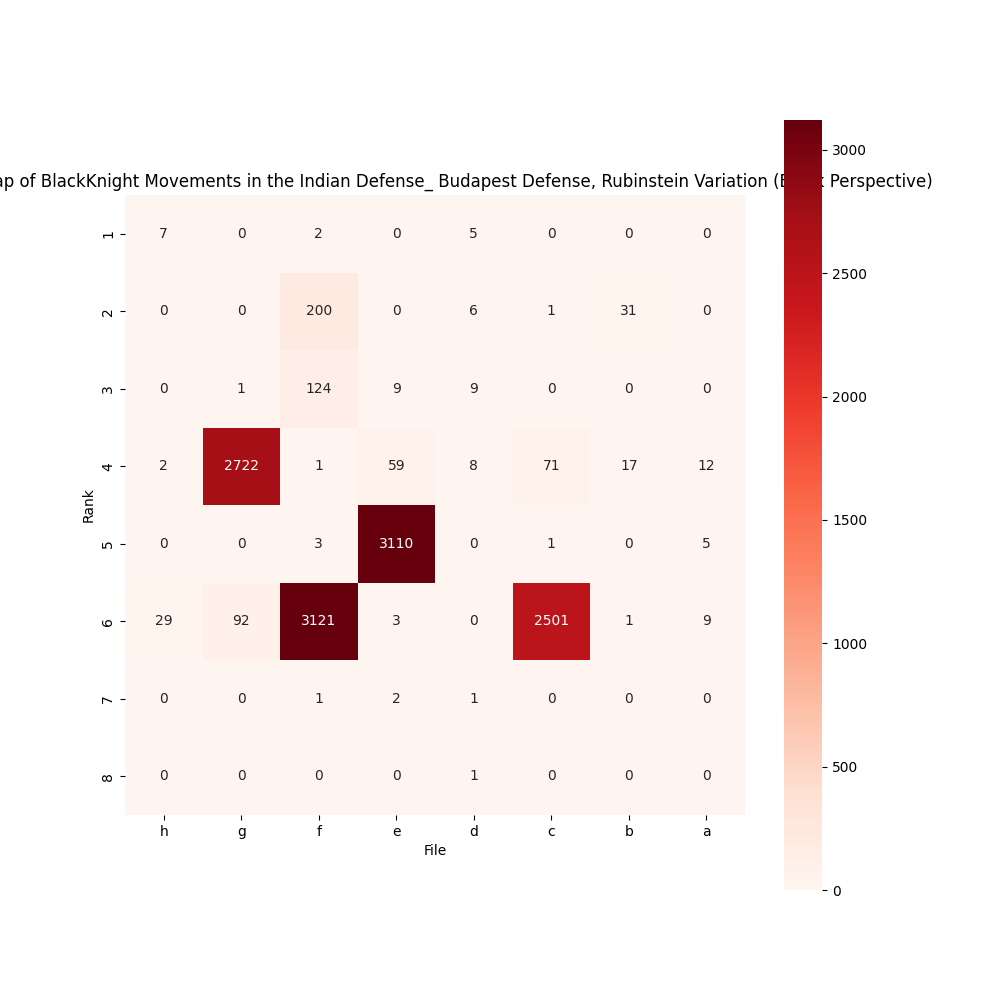 ap of BlackKnight Movements in the Indian Defense_ Budapest Defense, Rubinstein Variation (B k Perspective)
1 7 0 2 0 5 0 0 0
2 0 0 200 0 6 1 31 0
3 0 1 124 9 9 0 0 0
4 2 2722 1 59 8 71 17 12
5 0 0 3 3110 0 1 0 5
6 29 92 3121 3 0 2501 1 9
7 0 0 1 2 1 0 0 0
8 0 0 0 0 1 0 0 0
Rank
h g f e d c b a
File
3000
2500
2000
1500
1000
500
0